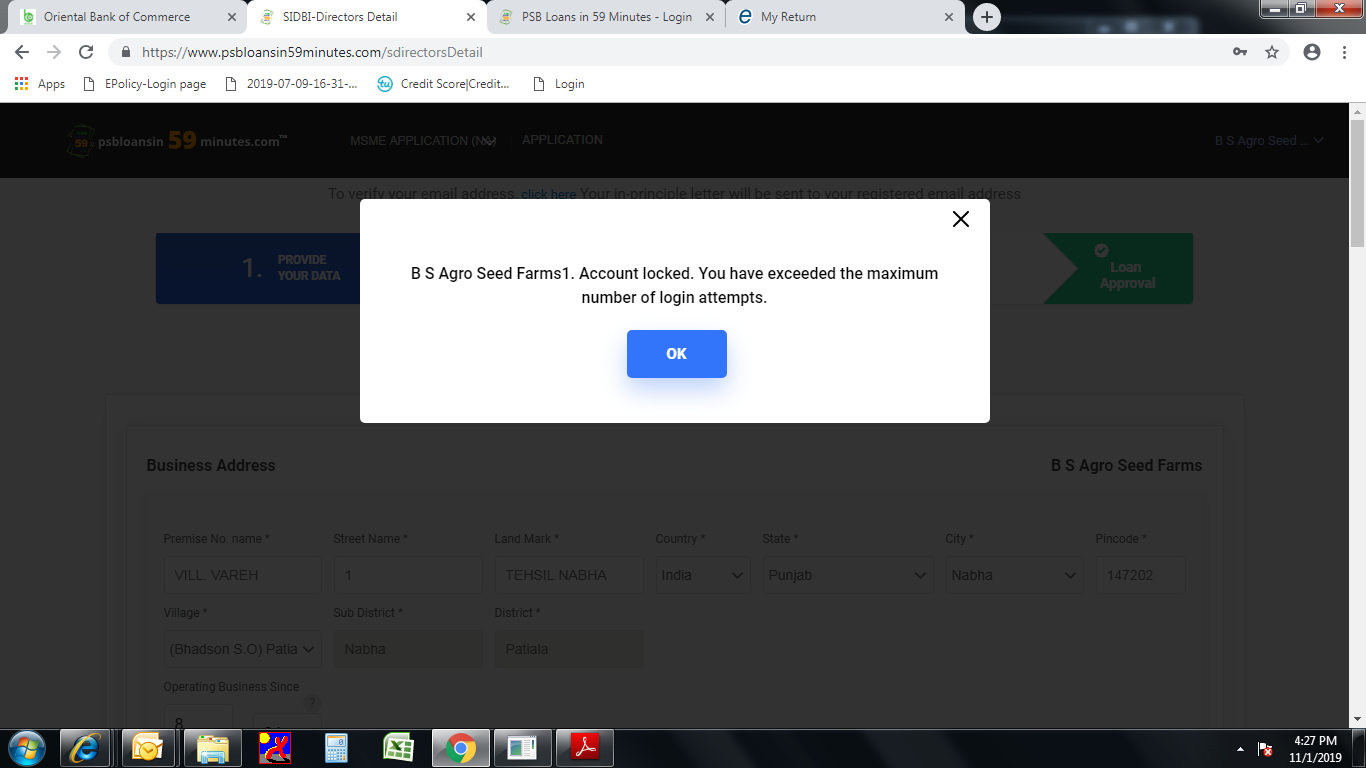 Oriental Bank of Commerce
SIDBI-Directors Detail
PSB Loans in 59 Minutes - Login
My Return
https://www.psbloansin59minutes.com/sdirectorsDetail
Apps
EPolicy-Login page
2019-07-09-16-31-...
Credit Score|Credit...
Login
psbloansin 59 minutes.com™
MSME APPLICATION
APPLICATION
B S Agro Seed ...
To verify your email address, click here Your in-principle letter will be sent to your registered email address
1. PROVIDE
YOUR DATA
Loan
Approval
B S Agro Seed Farms1. Account locked. You have exceeded the maximum
number of login attempts.
OK
Business Address
B S Agro Seed Farms
Premise No. name *
Street Name *
Land Mark *
Country *
State *
City *
Pincode *
VILL. VAREH
1
TEHSIL NABHA
India
Punjab
Nabha
147202
Village *
Sub District *
District *
(Bhadson S.O) Patia
Nabha
Patiala
Operating Business Since
?
8
4:27 PM
11/1/2019